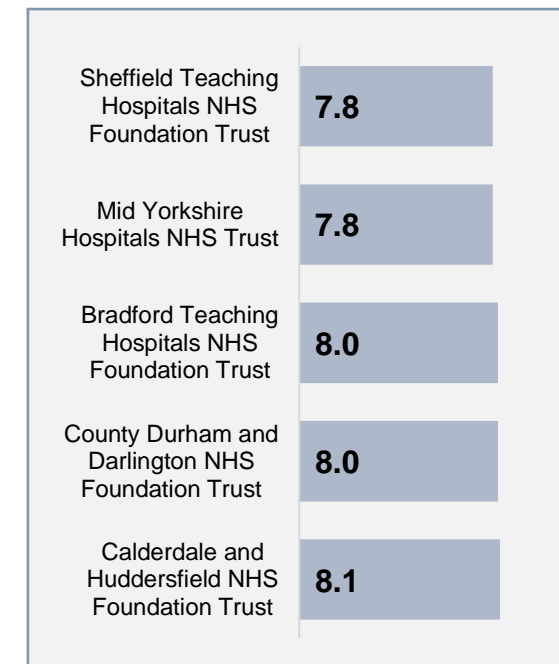 Sheffield Teaching
Hospitals NHS
Foundation Trust
7.8
Mid Yorkshire
Hospitals NHS Trust
7.8
Bradford Teaching
Hospitals NHS
Foundation Trust
8.0
County Durham and
Darlington NHS
Foundation Trust
8.0
Calderdale and
Huddersfield NHS
Foundation Trust
8.1